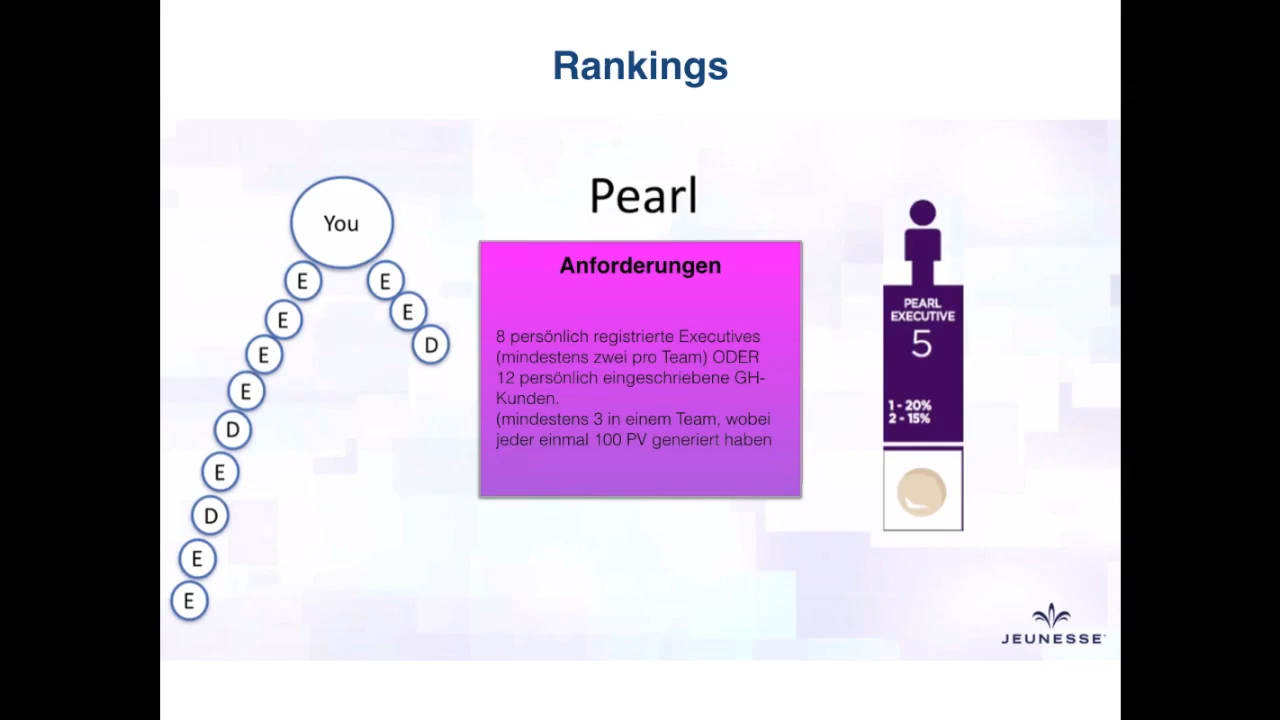 Rankings
Pearl
You
E
E
E
E
E
E
D
E
D
E
D
E
E
Anforderungen
8 persönlich registrierte Executives
(mindestens zwei pro Team) ODER
12 persönlich eingeschriebene GH-
Kunden.
(mindestens 3 in einem Team, wobei
jeder einmal 100 PV generiert haben
PEARL
EXECUTIVE
5
1 - 20%
2 - 15%
JEUNESSE